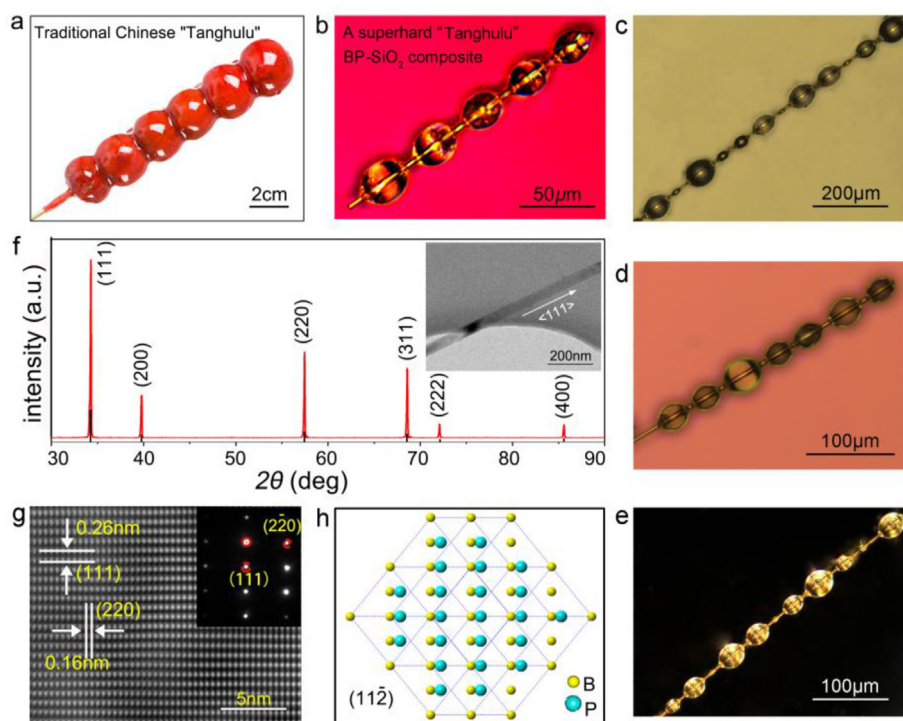 a
Traditional Chinese "Tanghulu"
2cm
b
A superhard "Tanghulu"
BP-SiO₂ composite
50μm
c
200μm
f
intensity (a.u.)
(111)
(200)
(220)
(311)
(222)
(400)
<111>
200nm
30 40 50 60 70 80 90
2θ (deg)
d
100μm
g
0.26nm
(111)
(220)
0.16nm
5nm
(2̄20)
(111)
h
(112̄)
B
P
e
100μm